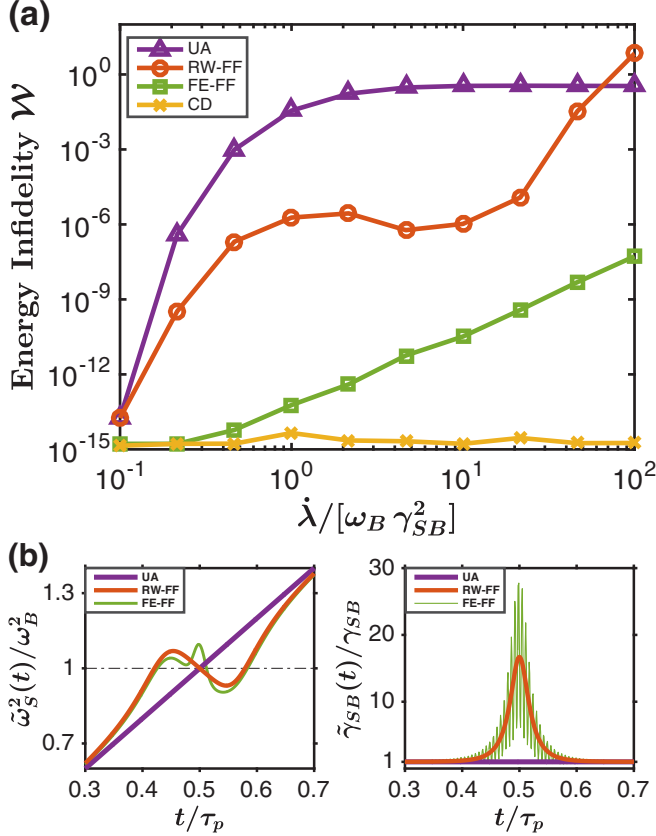 (a)
UA
RW-FF
FE-FF
CD
Energy Infidelity 𝒲
10^0
10^-3
10^-6
10^-9
10^-12
10^-15
10^-1 10^0 10^1 10^2
λ̇/[ω_B γ_SB^2]
(b)
UA
RW-FF
FE-FF
ω̃_S^2(t)/ω_B^2
1.3
1
0.7
0.3 0.4 0.5 0.6 0.7
t/τ_p
UA
RW-FF
FE-FF
γ̃_SB(t)/γ_SB
30
20
10
1
0.3 0.4 0.5 0.6 0.7
t/τ_p